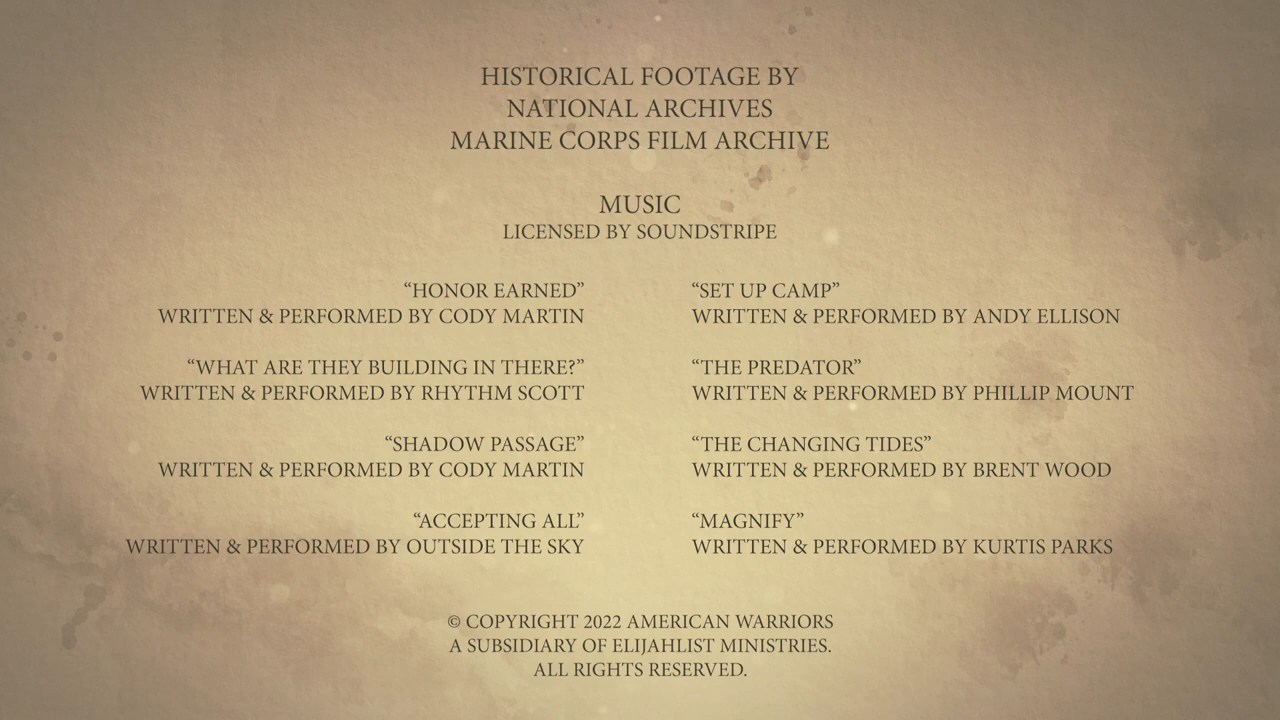 HISTORICAL FOOTAGE BY
NATIONAL ARCHIVES
MARINE CORPS FILM ARCHIVE
MUSIC
LICENSED BY SOUNDSTRIPE
“HONOR EARNED”
WRITTEN & PERFORMED BY CODY MARTIN
“WHAT ARE THEY BUILDING IN THERE?”
WRITTEN & PERFORMED BY RHYTHM SCOTT
“SHADOW PASSAGE”
WRITTEN & PERFORMED BY CODY MARTIN
“ACCEPTING ALL”
WRITTEN & PERFORMED BY OUTSIDE THE SKY
“SET UP CAMP”
WRITTEN & PERFORMED BY ANDY ELLISON
“THE PREDATOR”
WRITTEN & PERFORMED BY PHILLIP MOUNT
“THE CHANGING TIDES”
WRITTEN & PERFORMED BY BRENT WOOD
“MAGNIFY”
WRITTEN & PERFORMED BY KURTIS PARKS
© COPYRIGHT 2022 AMERICAN WARRIORS
A SUBSIDIARY OF ELIJAHLIST MINISTRIES.
ALL RIGHTS RESERVED.